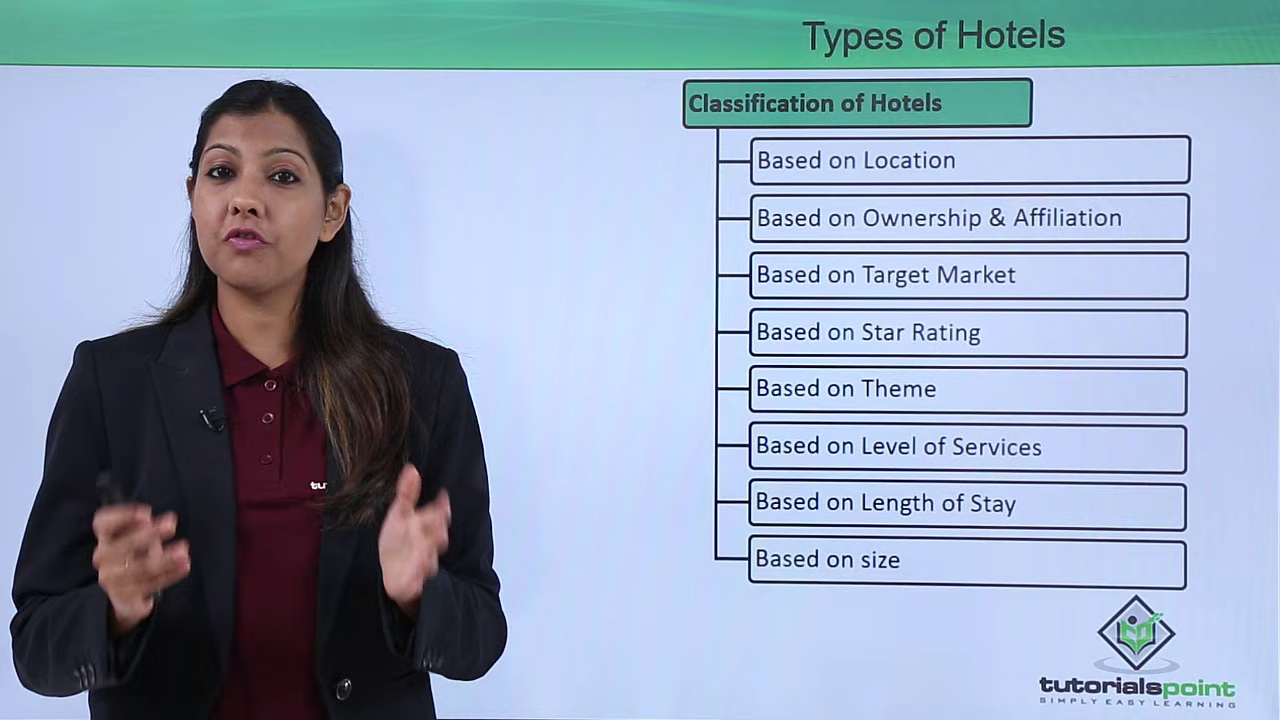 Types of Hotels
Classification of Hotels
Based on Location
Based on Ownership & Affiliation
Based on Target Market
Based on Star Rating
Based on Theme
Based on Level of Services
Based on Length of Stay
Based on size
tu
tutorialspoint
SIMPLY EASY LEARNING